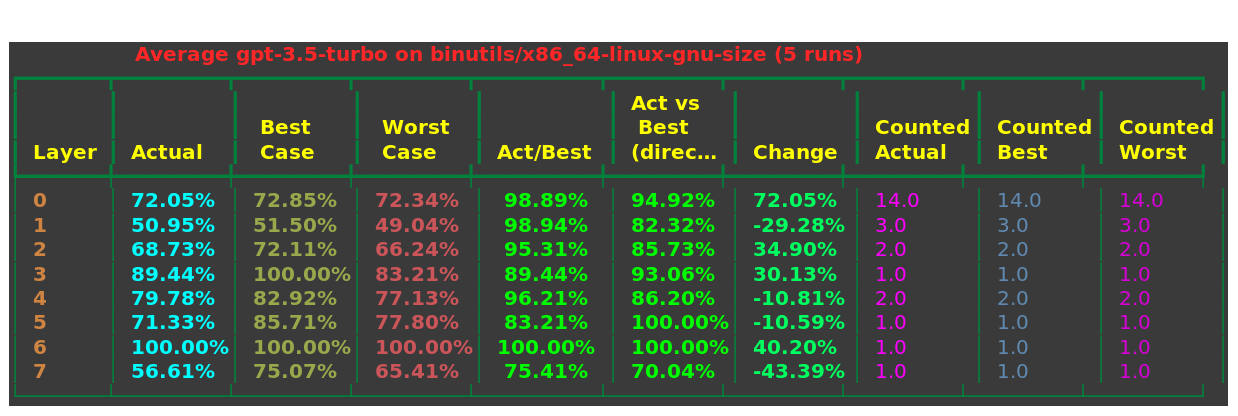 Average gpt-3.5-turbo on binutils/x86_64-linux-gnu-size (5 runs)
Act vs
Best Worst Best Counted Counted Counted
Layer Actual Case Case Act/Best (direc… Change Actual Best Worst
0 72.05% 72.85% 72.34% 98.89% 94.92% 72.05% 14.0 14.0 14.0
1 50.95% 51.50% 49.04% 98.94% 82.32% -29.28% 3.0 3.0 3.0
2 68.73% 72.11% 66.24% 95.31% 85.73% 34.90% 2.0 2.0 2.0
3 89.44% 100.00% 83.21% 89.44% 93.06% 30.13% 1.0 1.0 1.0
4 79.78% 82.92% 77.13% 96.21% 86.20% -10.81% 2.0 2.0 2.0
5 71.33% 85.71% 77.80% 83.21% 100.00% -10.59% 1.0 1.0 1.0
6 100.00% 100.00% 100.00% 100.00% 100.00% 40.20% 1.0 1.0 1.0
7 56.61% 75.07% 65.41% 75.41% 70.04% -43.39% 1.0 1.0 1.0